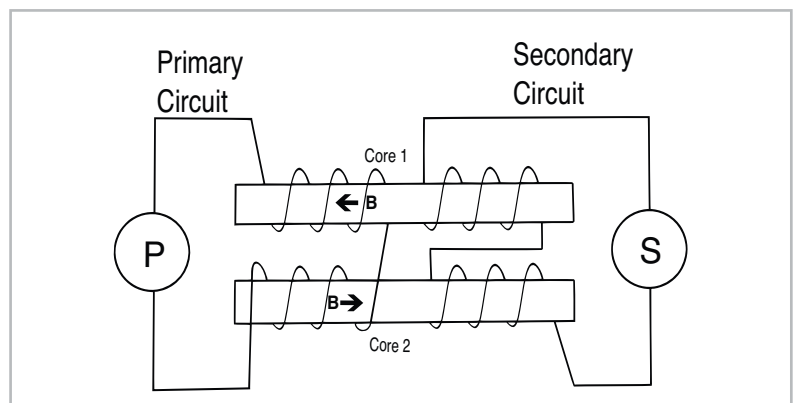 Primary
Circuit
Secondary
Circuit
Core 1
B
P
S
B
Core 2